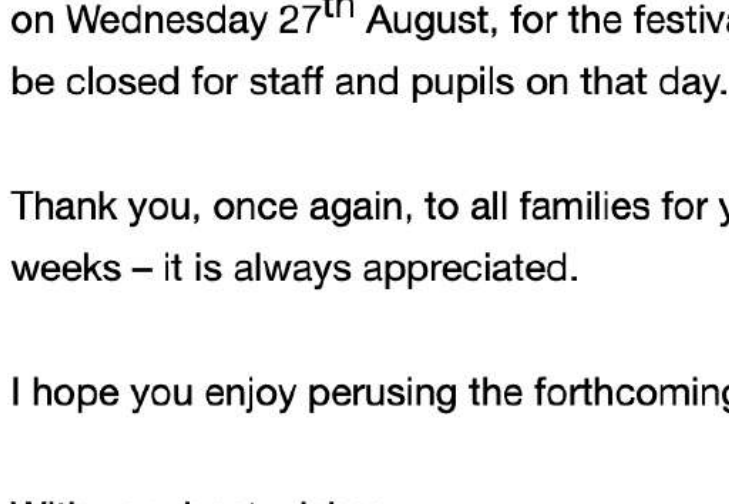 on Wednesday 27th August, for the
be closed for staff and pupils on that day.
Thank you, once again, to all families for
weeks – it is always appreciated.
I hope you enjoy perusing the forthcoming